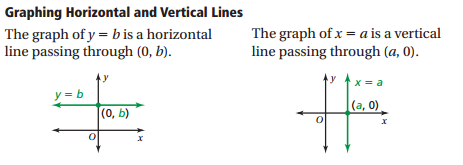 Graphing Horizontal and Vertical Lines
The graph of y = b is a horizontal
line passing through (0, b).
y
y = b
(0, b)
O
x
The graph of x = a is a vertical
line passing through (a, 0).
y
x = a
(a, 0)
O
x